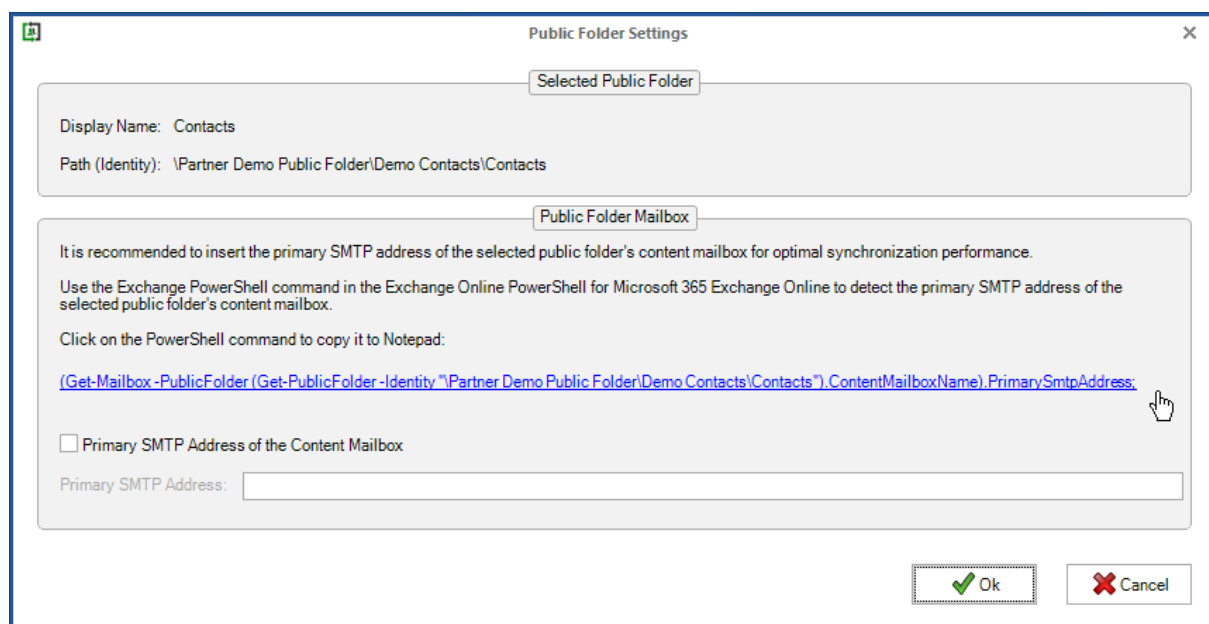 Public Folder Settings
Selected Public Folder
Display Name: Contacts
Path (Identity): \Partner Demo Public Folder\Demo Contacts\Contacts
Public Folder Mailbox
It is recommended to insert the primary SMTP address of the selected public folder's content mailbox for optimal synchronization performance.
Use the Exchange PowerShell command in the Exchange Online PowerShell for Microsoft 365 Exchange Online to detect the primary SMTP address of the
selected public folder's content mailbox.
Click on the PowerShell command to copy it to Notepad:
(Get-Mailbox -PublicFolder (Get-PublicFolder -Identity "\Partner Demo Public Folder\Demo Contacts\Contacts").ContentMailboxName).PrimarySmtpAddress;
Primary SMTP Address of the Content Mailbox
Primary SMTP Address:
Ok
Cancel